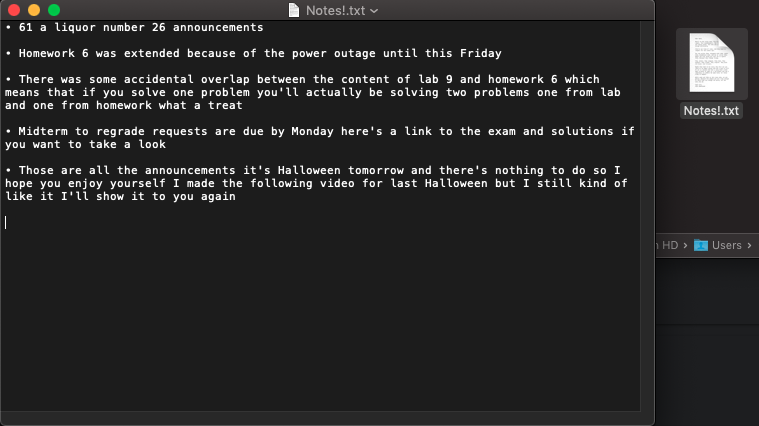 Notes!.txt
• 61 a liquor number 26 announcements
• Homework 6 was extended because of the power outage until this Friday
• There was some accidental overlap between the content of lab 9 and homework 6 which
means that if you solve one problem you'll actually be solving two problems one from lab
and one from homework what a treat
• Midterm to regrade requests are due by Monday here's a link to the exam and solutions if
you want to take a look
• Those are all the announcements it's Halloween tomorrow and there's nothing to do so I
hope you enjoy yourself I made the following video for last Halloween but I still kind of
like it I'll show it to you again
Notes!.txt
HD › Users ›